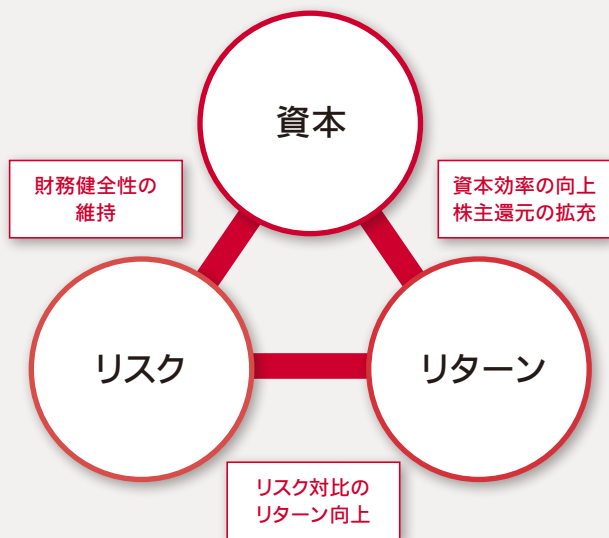 資本
財務健全性の
維持
資本効率の向上
株主還元の拡充
リスク
リターン
リスク対比の
リターン向上